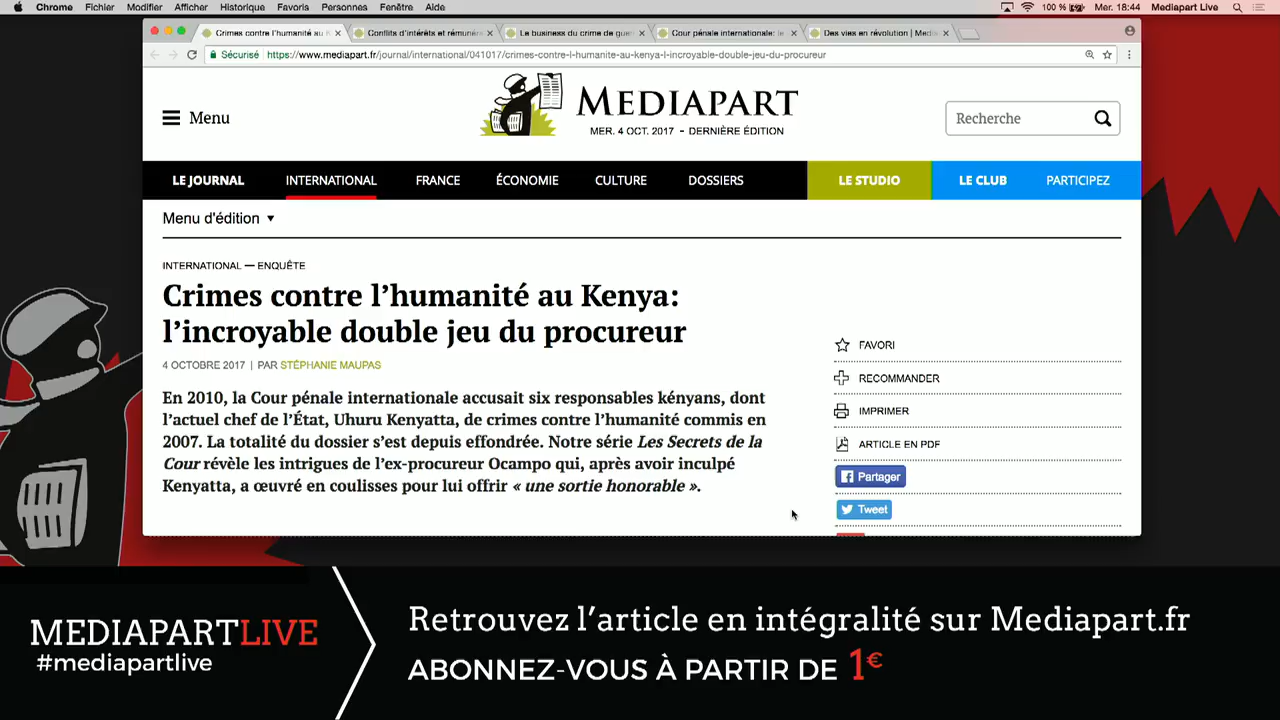 Chrome Fichier Modifier Afficher Historique Favoris Personnes Fenêtre Aide 100 % Mer. 18:44 Mediapart Live
Crimes contre l'humanité au K Conflits d'intérêts et rémunéré Le business du crime de gue Cour pénale internationale: le Des vies en révolution | Media
Sécurisé https://www.mediapart.fr/journal/international/041017/crimes-contre-l-humanite-au-kenya-l-incroyable-double-jeu-du-procureur
Menu
MEDIAPART
MER. 4 OCT. 2017 – DERNIÈRE ÉDITION
Recherche
LE JOURNAL INTERNATIONAL FRANCE ÉCONOMIE CULTURE DOSSIERS LE STUDIO LE CLUB PARTICIPEZ
Menu d'édition
INTERNATIONAL — ENQUÊTE
Crimes contre l'humanité au Kenya:
l'incroyable double jeu du procureur
4 OCTOBRE 2017 | PAR STÉPHANIE MAUPAS
En 2010, la Cour pénale internationale accusait six responsables kényans, dont
l'actuel chef de l'État, Uhuru Kenyatta, de crimes contre l'humanité commis en
2007. La totalité du dossier s'est depuis effondrée. Notre série Les Secrets de la
Cour révèle les intrigues de l'ex-procureur Ocampo qui, après avoir inculpé
Kenyatta, a œuvré en coulisses pour lui offrir « une sortie honorable ».
FAVORI
RECOMMANDER
IMPRIMER
ARTICLE EN PDF
Partager
Tweet
MEDIAPARTLIVE
#mediapartlive
Retrouvez l'article en intégralité sur Mediapart.fr
ABONNEZ-VOUS À PARTIR DE 1€